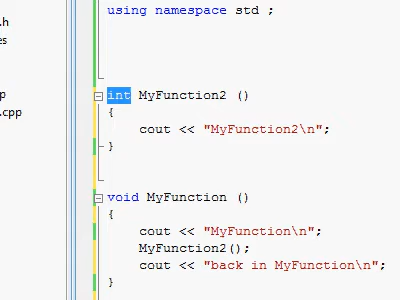 using namespace std ;
.h
es
int MyFunction2 ()
p
{
.cpp
cout << "MyFunction2\n";
}
void MyFunction ()
{
cout << "MyFunction\n";
MyFunction2();
cout << "back in MyFunction\n";
}